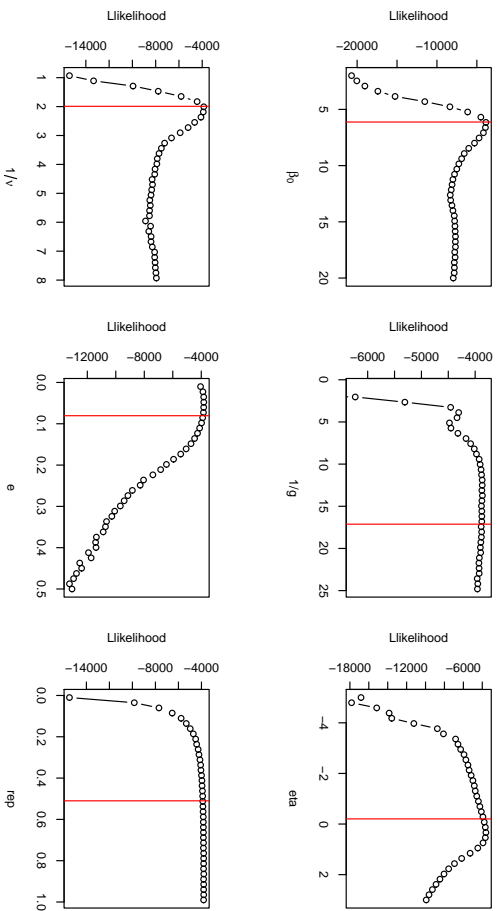 Llikelihood
−20000 −10000
5 10 15 20
β0
Llikelihood
−6000 −5000 −4000
0 5 10 15 20 25
1/g
Llikelihood
−18000 −12000 −6000
−4 −2 0 2
eta
Llikelihood
−14000 −8000 −4000
1 2 3 4 5 6 7 8
1/ν
Llikelihood
−12000 −8000 −4000
0.0 0.1 0.2 0.3 0.4 0.5
e
Llikelihood
−14000 −8000 −4000
0.0 0.2 0.4 0.6 0.8 1.0
rep